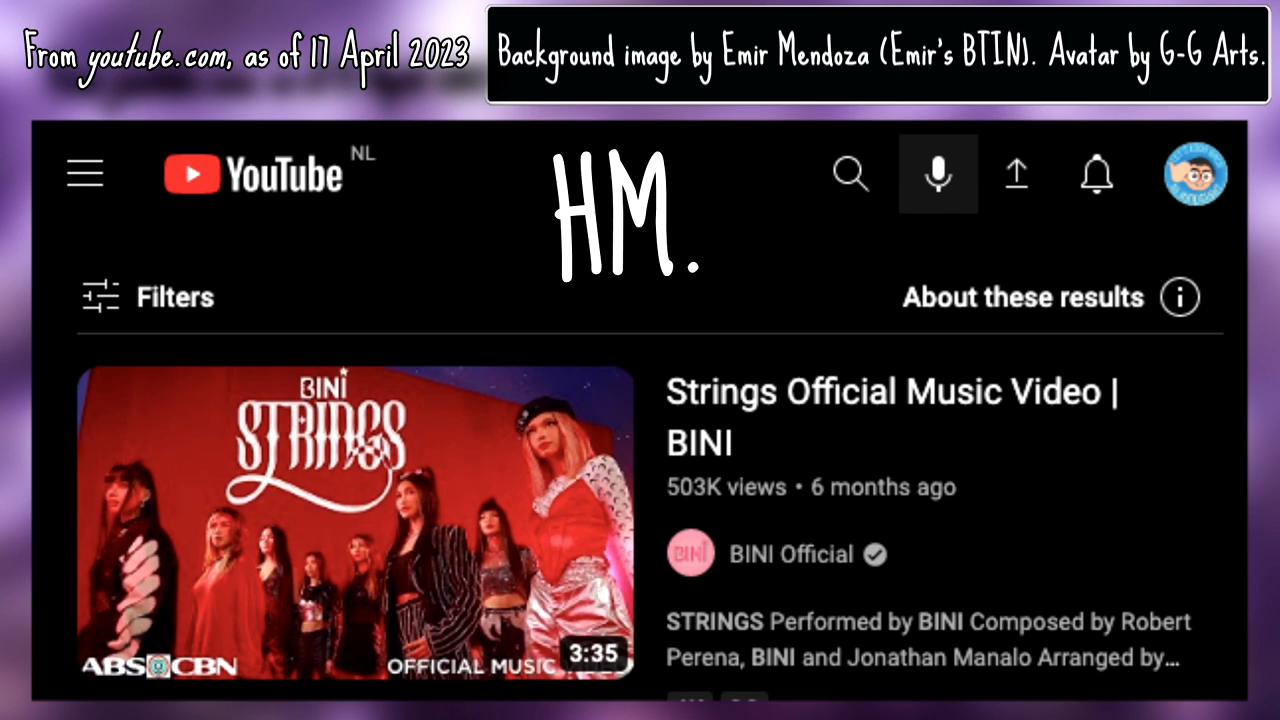 From youtube.com, as of 17 April 2023
Background image by Emir Mendoza (Emir's BTIN). Avatar by G-G Arts.
YouTube NL
HM.
Filters
About these results
BINI
STRINGS
ABS CBN
OFFICIAL MUSIC
3:35
Strings Official Music Video |
BINI
503K views • 6 months ago
BINI
BINI Official
STRINGS Performed by BINI Composed by Robert
Perena, BINI and Jonathan Manalo Arranged by...